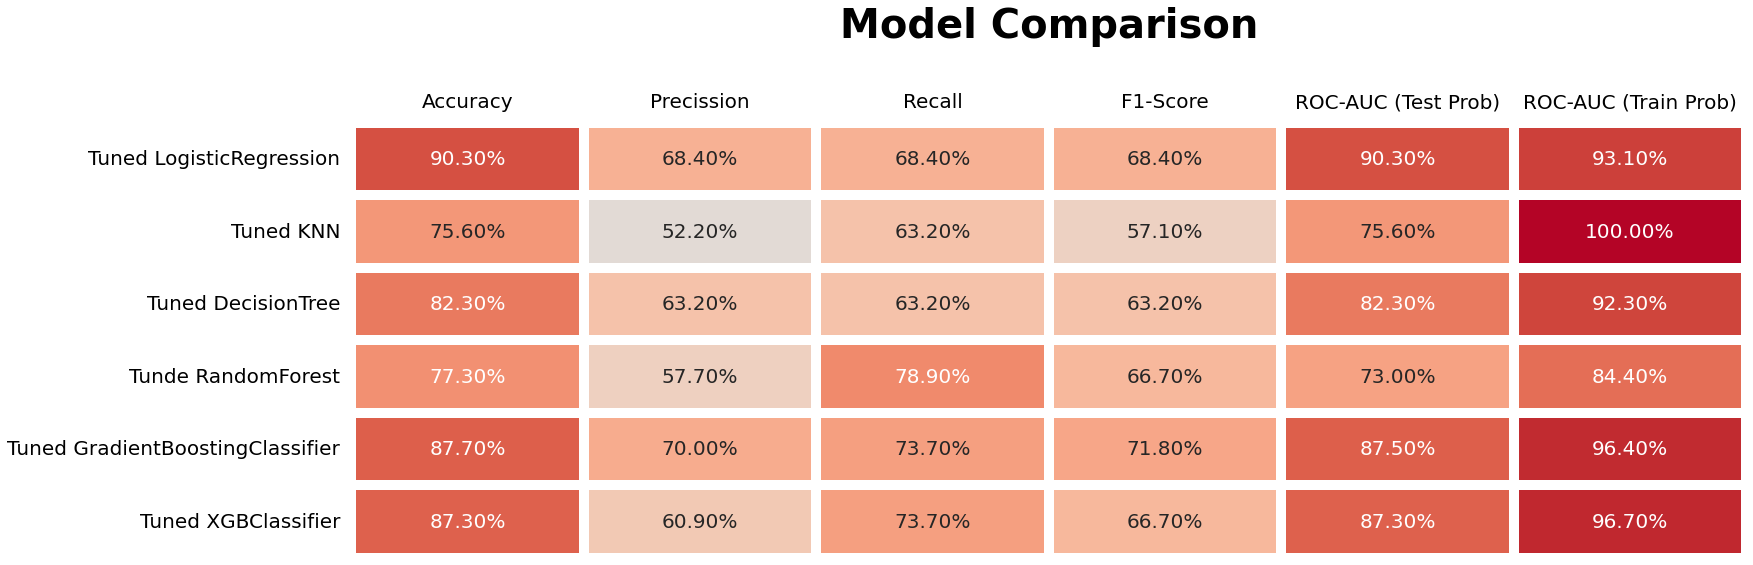 Model Comparison
Accuracy Precission Recall F1-Score ROC-AUC (Test Prob) ROC-AUC (Train Prob)
Tuned LogisticRegression 90.30% 68.40% 68.40% 68.40% 90.30% 93.10%
Tuned KNN 75.60% 52.20% 63.20% 57.10% 75.60% 100.00%
Tuned DecisionTree 82.30% 63.20% 63.20% 63.20% 82.30% 92.30%
Tunde RandomForest 77.30% 57.70% 78.90% 66.70% 73.00% 84.40%
Tuned GradientBoostingClassifier 87.70% 70.00% 73.70% 71.80% 87.50% 96.40%
Tuned XGBClassifier 87.30% 60.90% 73.70% 66.70% 87.30% 96.70%